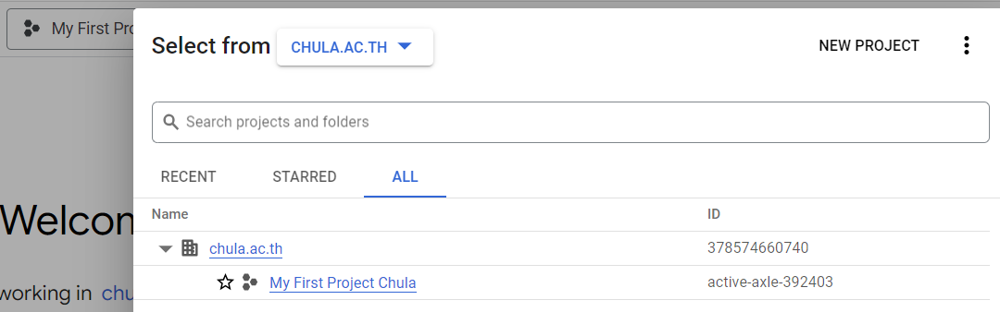 My First Pro
Select from CHULA.AC.TH NEW PROJECT
Search projects and folders
RECENT STARRED ALL
Name ID
chula.ac.th 378574660740
My First Project Chula active-axle-392403
Welcon
working in chu